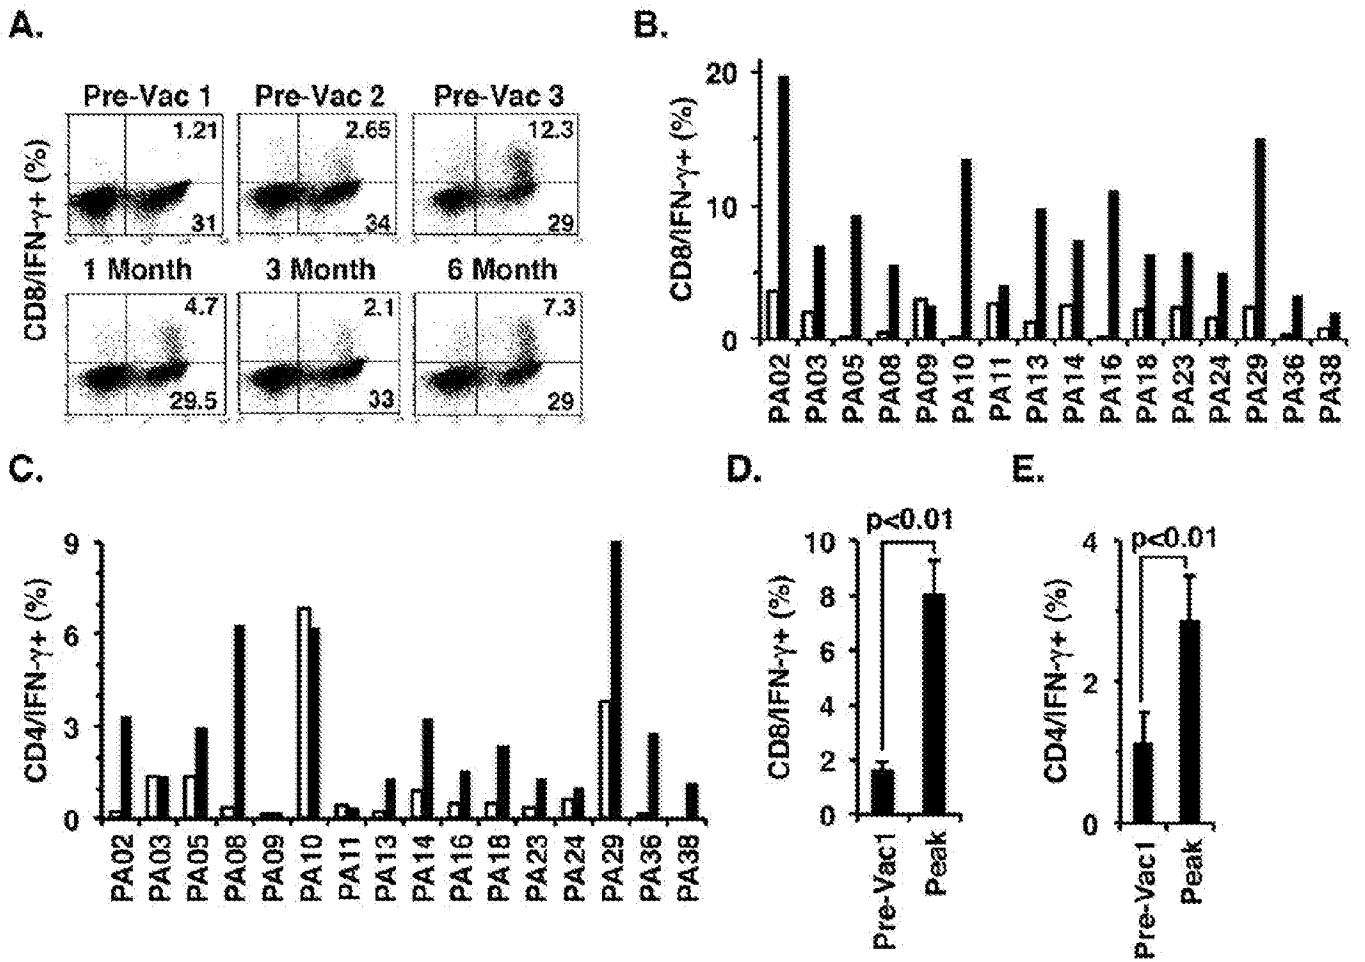 A.
Pre-Vac 1 Pre-Vac 2 Pre-Vac 3
CD8/IFN-γ+ (%)
1.21 2.65 12.3
31 34 29
1 Month 3 Month 6 Month
4.7 2.1 7.3
29.5 33 29
B.
CD8/IFN-γ+ (%)
20
10
0
PA02 PA03 PA05 PA08 PA09 PA10 PA11 PA13 PA14 PA16 PA18 PA23 PA24 PA29 PA36 PA38
C.
CD4/IFN-γ+ (%)
9
6
3
0
PA02 PA03 PA05 PA08 PA09 PA10 PA11 PA13 PA14 PA16 PA18 PA23 PA24 PA29 PA36 PA38
D.
p<0.01
CD8/IFN-γ+ (%)
10
8
6
4
2
0
Pre-Vac1 Peak
E.
p<0.01
CD4/IFN-γ+ (%)
4
2
0
Pre-Vac1 Peak